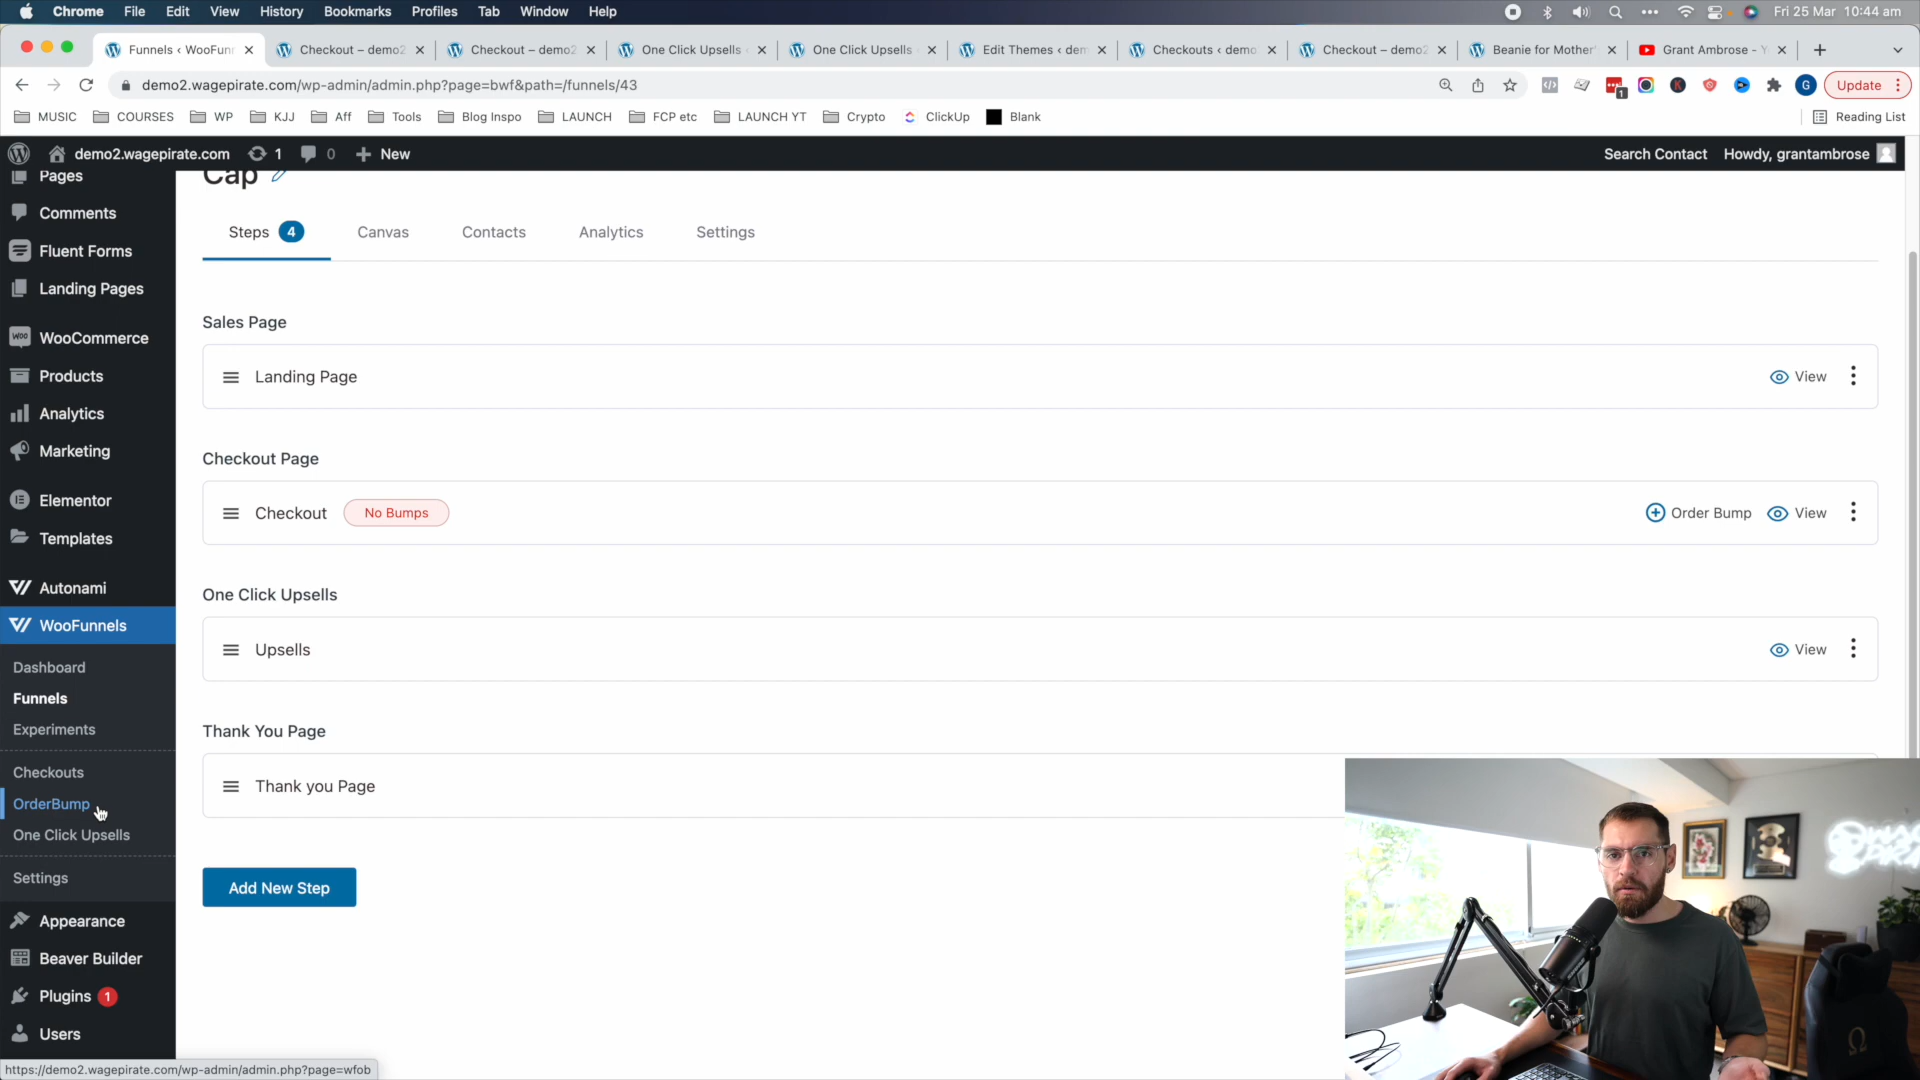 Chrome File Edit View History Bookmarks Profiles Tab Window Help Fri 25 Mar 10:44 am
Funnels ‹ WooFun Checkout – demo2 Checkout – demo2 One Click Upsells One Click Upsells Edit Themes ‹ dem Checkouts ‹ demo Checkout – demo2 Beanie for Mother' Grant Ambrose - Y
demo2.wagepirate.com/wp-admin/admin.php?page=bwf&path=/funnels/43 1 K G Update
MUSIC COURSES WP KJJ Aff Tools Blog Inspo LAUNCH FCP etc LAUNCH YT Crypto ClickUp Blank Reading List
demo2.wagepirate.com 1 0 New Search Contact Howdy, grantambrose
Pages
Comments
Fluent Forms
Landing Pages
WooCommerce
Products
Analytics
Marketing
Elementor
Templates
Autonami
WooFunnels
Dashboard
Funnels
Experiments
Checkouts
OrderBump
One Click Upsells
Settings
Appearance
Beaver Builder
Plugins 1
Users
https://demo2.wagepirate.com/wp-admin/admin.php?page=wfob
Cap
Steps 4 Canvas Contacts Analytics Settings
Sales Page
Landing Page View
Checkout Page
Checkout No Bumps Order Bump View
One Click Upsells
Upsells View
Thank You Page
Thank you Page
Add New Step